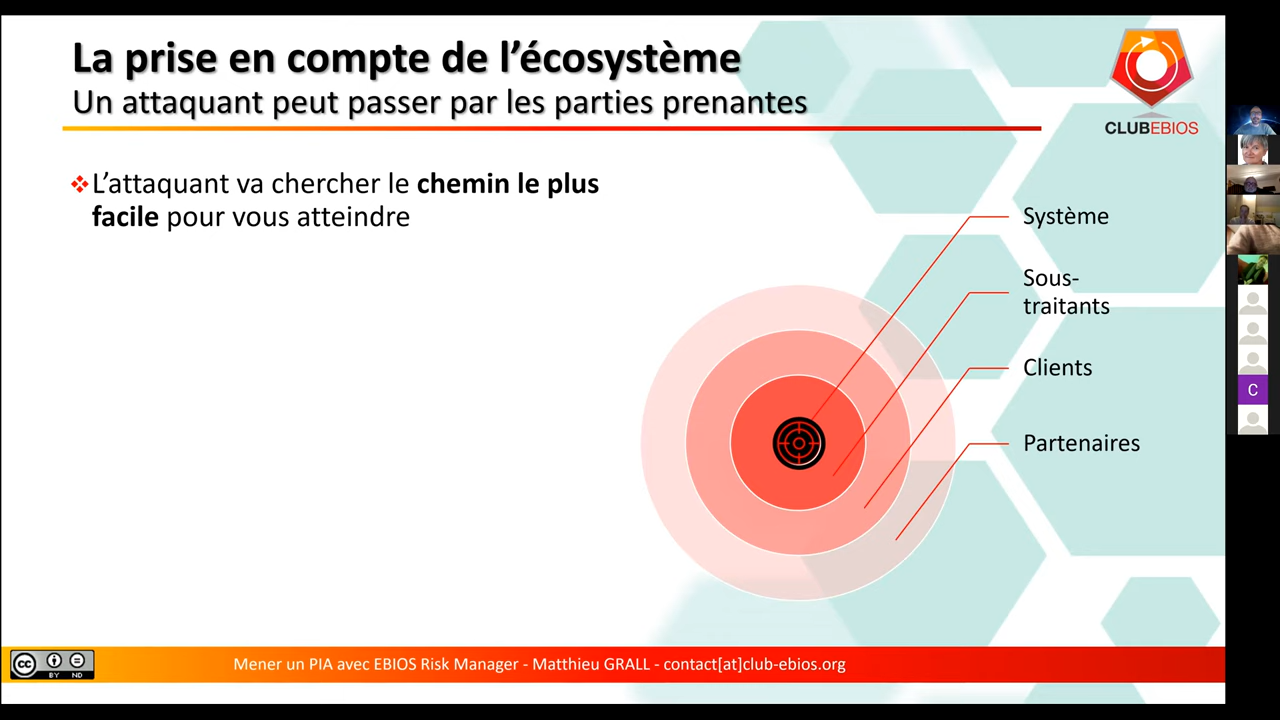 La prise en compte de l’écosystème
Un attaquant peut passer par les parties prenantes
CLUBEBIOS
❖L’attaquant va chercher le chemin le plus
facile pour vous atteindre
Système
Sous-
traitants
Clients
Partenaires
C
cc
BY ND
Mener un PIA avec EBIOS Risk Manager - Matthieu GRALL - contact[at]club-ebios.org